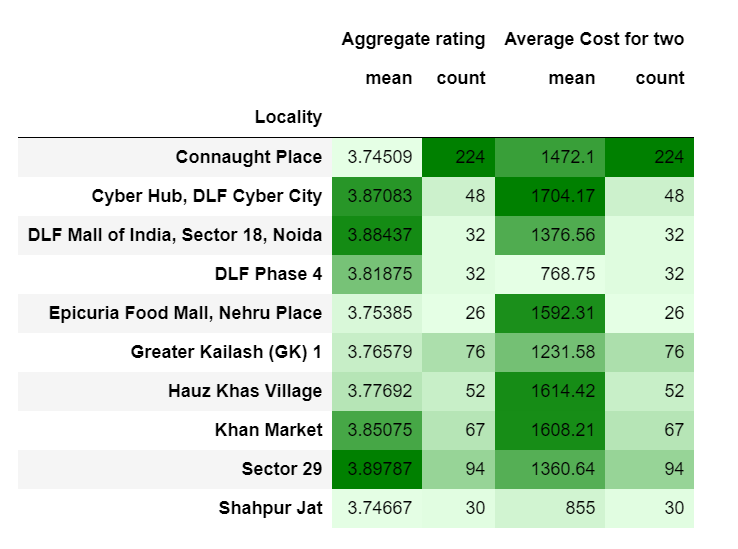 Aggregate rating Average Cost for two
mean count mean count
Locality
Connaught Place 3.74509 224 1472.1 224
Cyber Hub, DLF Cyber City 3.87083 48 1704.17 48
DLF Mall of India, Sector 18, Noida 3.88437 32 1376.56 32
DLF Phase 4 3.81875 32 768.75 32
Epicuria Food Mall, Nehru Place 3.75385 26 1592.31 26
Greater Kailash (GK) 1 3.76579 76 1231.58 76
Hauz Khas Village 3.77692 52 1614.42 52
Khan Market 3.85075 67 1608.21 67
Sector 29 3.89787 94 1360.64 94
Shahpur Jat 3.74667 30 855 30